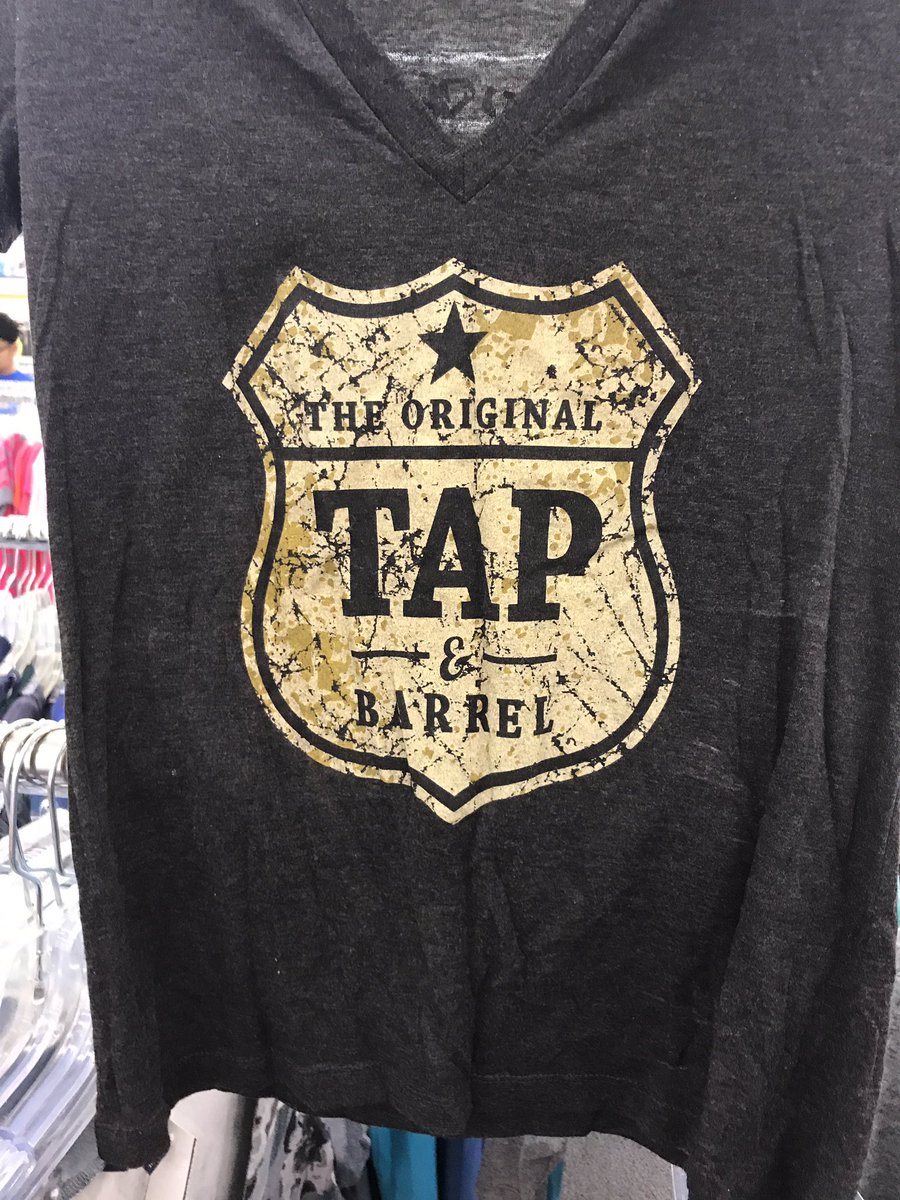 THE ORIGINAL
TAP
&
BARREL